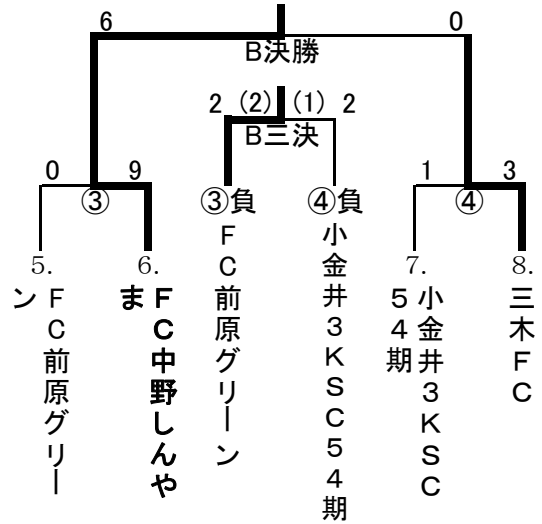 6
0
B決勝
2 (2) (1) 2
B三決
0
9
1
3
③
③負
④負
④
5.
6.
7.
8.
FC前原グリー
ン
FC中野しんや
ま
FC前原グリーン
小金井3KSC54期
小金井3KSC
54期
三木FC